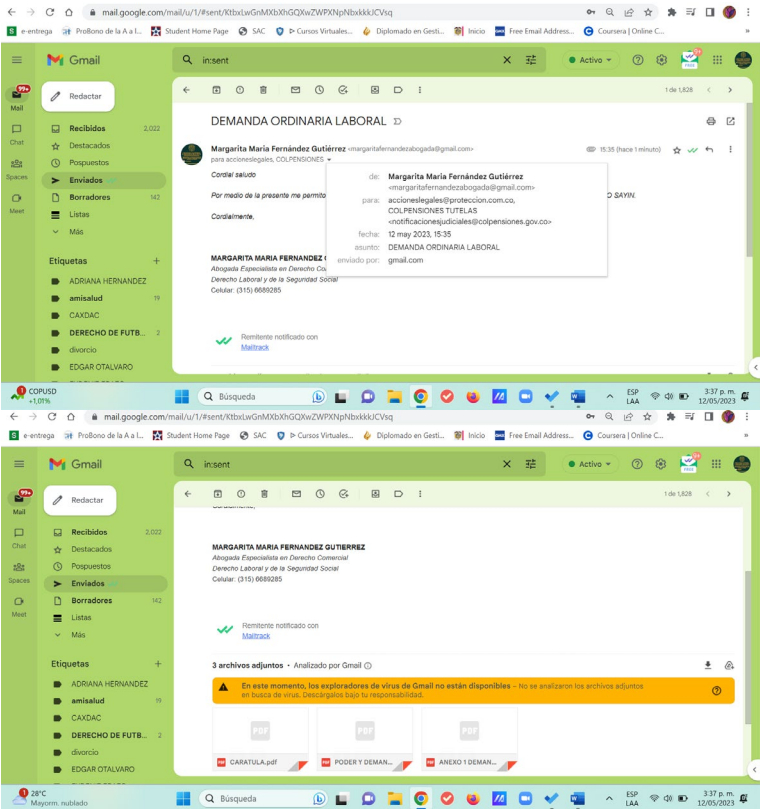 mail.google.com/mail/u/1/#sent/KtbxLwGnMXbXhGQXwZWPXNpNbxkkkJCVsq
e-entrega ProBono de la A a l... Student Home Page SAC Cursos Virtuales... Diplomado en Gesti... Inicio Free Email Address... Coursera | Online C... »
Gmail in:sent Activo
99+ Redactar 1 de 1,828
Mail
Recibidos 2,022 DEMANDA ORDINARIA LABORAL
Chat Destacados Margarita Maria Fernández Gutiérrez <margaritafernandezabogada@gmail.com> 15:35 (hace 1 minuto)
Pospuestos para accioneslegales, COLPENSIONES
Spaces Enviados Cordial saludo de: Margarita Maria Fernández Gutiérrez
<margaritafernandezabogada@gmail.com>
Borradores 142 Por medio de la presente me permito para: accioneslegales@proteccion.com.co, O SAYIN.
Meet Listas COLPENSIONES TUTELAS
Cordialmente, <notificacionesjudiciales@colpensiones.gov.co>
Más fecha: 12 may 2023, 15:35
asunto: DEMANDA ORDINARIA LABORAL
Etiquetas + MARGARITA MARIA FERNANDEZ enviado por: gmail.com
Abogada Especialista en Derecho Co
ADRIANA HERNANDEZ Derecho Laboral y de la Seguridad Social
amisalud 19 Celular: (315) 6689285
CAXDAC
DERECHO DE FUTB... 2 Remitente notificado con
divorcio Mailtrack
EDGAR OTALVARO
1 COPUSD Búsqueda ESP 3:37 p. m.
+1,01% LAA 12/05/2023
mail.google.com/mail/u/1/#sent/KtbxLwGnMXbXhGQXwZWPXNpNbxkkkJCVsq
e-entrega ProBono de la A a l... Student Home Page SAC Cursos Virtuales... Diplomado en Gesti... Inicio Free Email Address... Coursera | Online C... »
Gmail in:sent Activo
99+ Redactar 1 de 1,828
Mail
Recibidos 2,022
Chat Destacados MARGARITA MARIA FERNANDEZ GUTIERREZ
Pospuestos Abogada Especialista en Derecho Comercial
Derecho Laboral y de la Seguridad Social
Spaces Enviados Celular: (315) 6689285
Borradores 142
Meet Listas Remitente notificado con
Más Mailtrack
Etiquetas + 3 archivos adjuntos • Analizado por Gmail
ADRIANA HERNANDEZ En este momento, los exploradores de virus de Gmail no están disponibles – No se analizaron los archivos adjuntos
amisalud 19 en busca de virus. Descárgalos bajo tu responsabilidad.
CAXDAC
DERECHO DE FUTB... 2 PDF PDF PDF
divorcio
EDGAR OTALVARO PDF CARATULA.pdf PDF PODER Y DEMAN... PDF ANEXO 1 DEMAN...
1 28°C Búsqueda ESP 3:37 p. m.
Mayorm. nublado LAA 12/05/2023